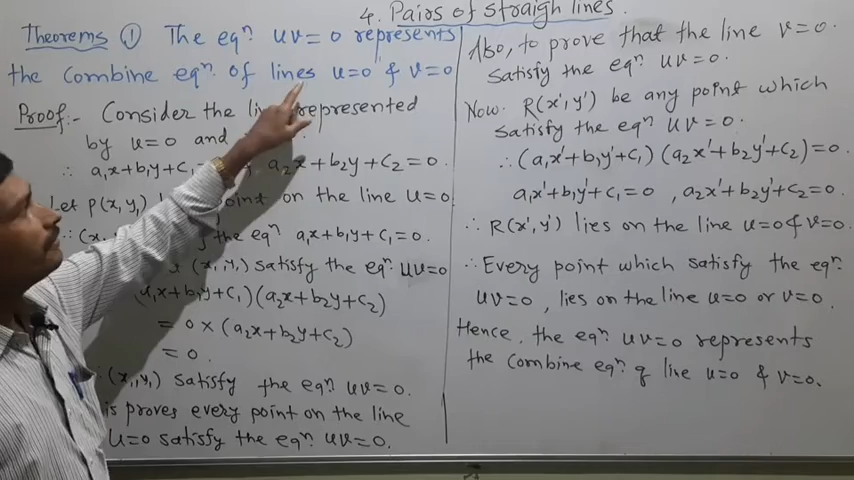 4. Pairs of straigh lines.
Theorems ① The eqⁿ. uv=0 represents
the combine eqⁿ. of lines u=0 & v=0
Proof:- Consider the represented
by u=0 and
∴ a₁x+b₁y+c₁ a₂x+b₂y+c₂=0.
Let P(x₁y₁) point on the line u=0.
the eqⁿ a₁x+b₁y+c₁=0.
(x₁,y₁) satisfy the eqⁿ uv=0
(a₁x+b₁y+c₁)(a₂x+b₂y+c₂)
= 0×(a₂x+b₂y+c₂)
= 0.
(x₁,y₁) satisfy the eqⁿ. uv=0.
proves every point on the line
u=0 satisfy the eqⁿ. uv=0.
Also, to prove that the line v=0.
satisfy the eqⁿ. uv=0.
Now. R(x',y') be any point which
satisfy the eqⁿ uv=0.
∴(a₁x'+b₁y'+c₁)(a₂x'+b₂y'+c₂)=0.
a₁x'+b₁y'+c₁=0 , a₂x'+b₂y'+c₂=0.
∴ R(x',y') lies on the line u=0 & v=0.
∴ Every point which satisfy the eqⁿ.
uv=0, lies on the line u=0 or v=0.
Hence, the eqⁿ. uv=0 represents
the combine eqⁿ. of line u=0 & v=0.